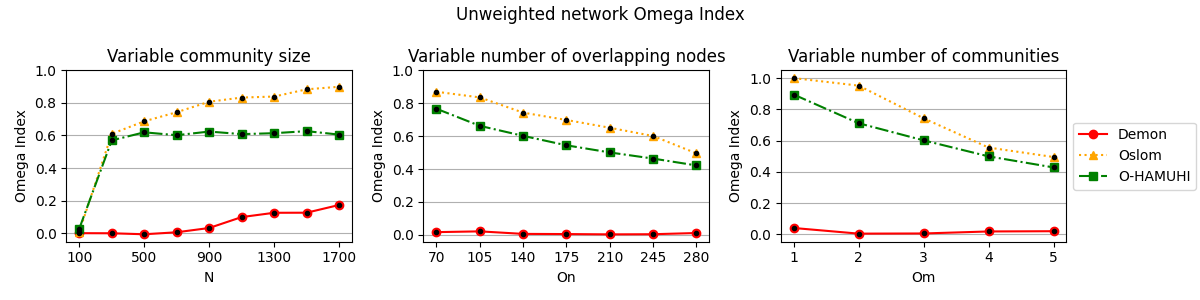 Unweighted network Omega Index
Variable community size
Omega Index
1.0
0.8
0.6
0.4
0.2
0.0
100 500 900 1300 1700
N
Variable number of overlapping nodes
Omega Index
1.0
0.8
0.6
0.4
0.2
0.0
70 105 140 175 210 245 280
On
Variable number of communities
Omega Index
1.0
0.8
0.6
0.4
0.2
0.0
1 2 3 4 5
Om
Demon
Oslom
O-HAMUHI